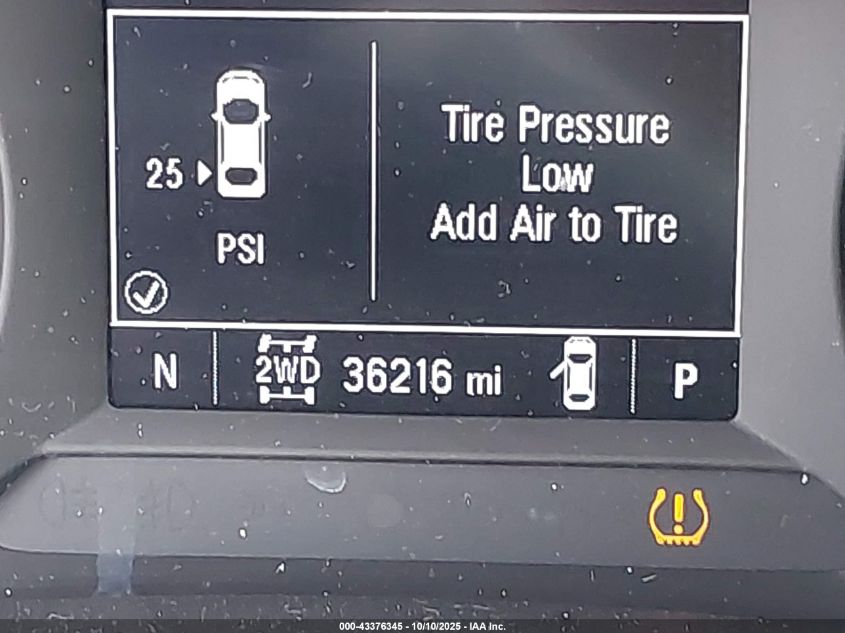 Tire Pressure
Low
Add Air to Tire
25
PSI
N
2WD
36216 mi
P
000-43376345 - 10/10/2025 - IAA Inc.